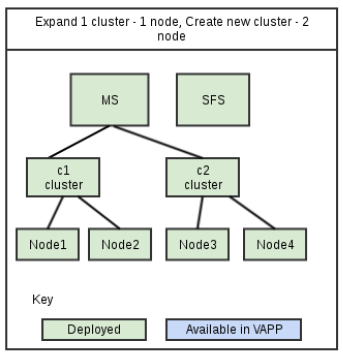 Expand 1 cluster - 1 node, Create new cluster - 2
node
MS
SFS
c1
cluster
c2
cluster
Node1
Node2
Node3
Node4
Key
Deployed
Available in VAPP